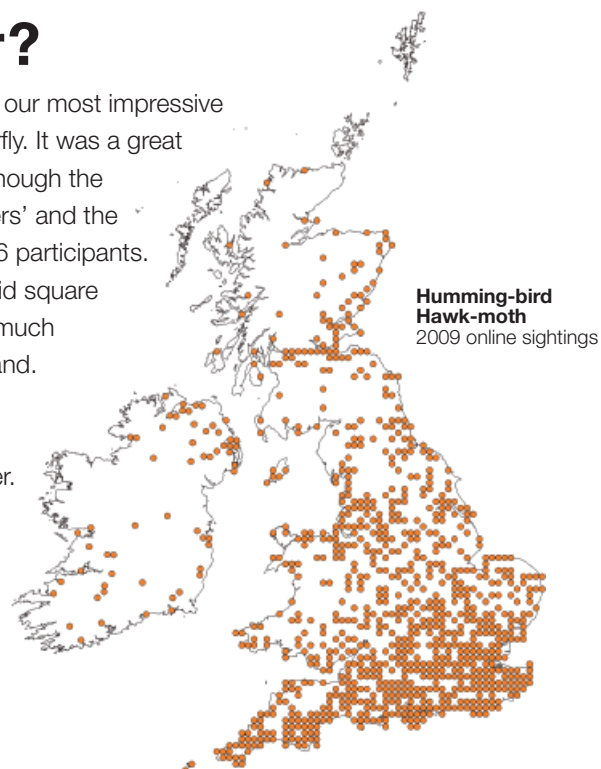 ?
our most impressive
fly. It was a great
hough the
ers’ and the
6 participants.
id square
much
and.
er.
Humming-bird
Hawk-moth
2009 online sightings